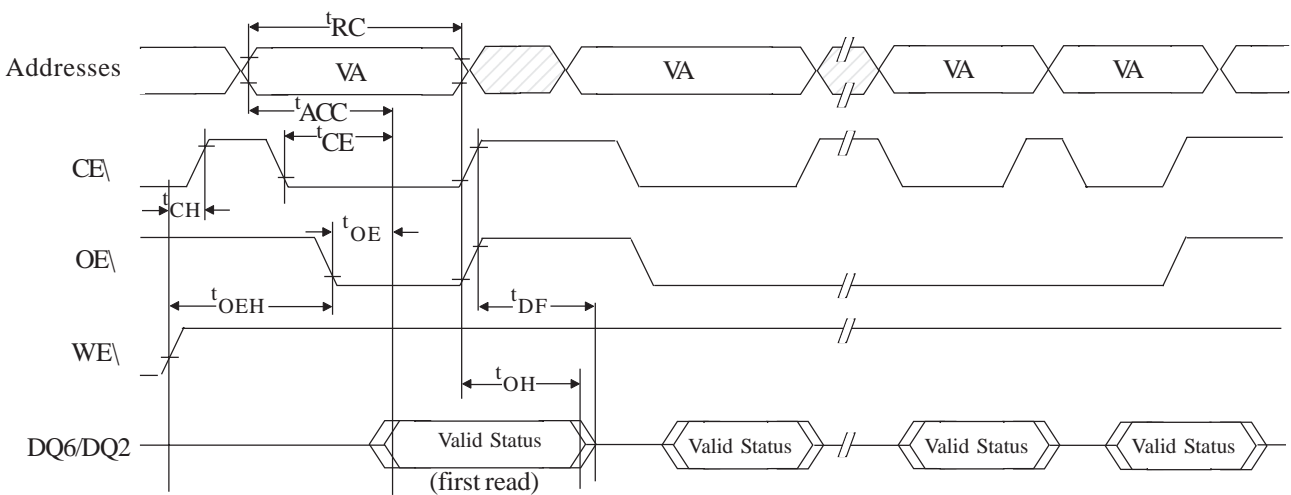 tRC
Addresses VA VA VA VA
tACC
tCE
CE\
tCH
tOE
OE\
tOEH
tDF
WE\
tOH
DQ6/DQ2 Valid Status Valid Status Valid Status Valid Status
(first read)